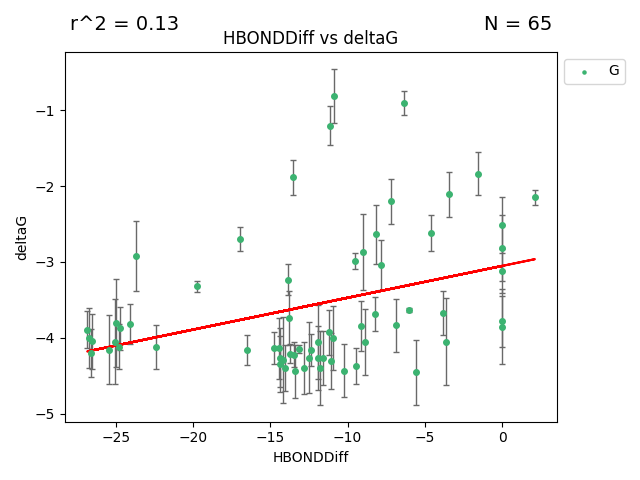 r^2 = 0.13
N = 65
HBONDDiff vs deltaG
G
−1
−2
−3
−4
−5
deltaG
−25
−20
−15
−10
−5
0
HBONDDiff